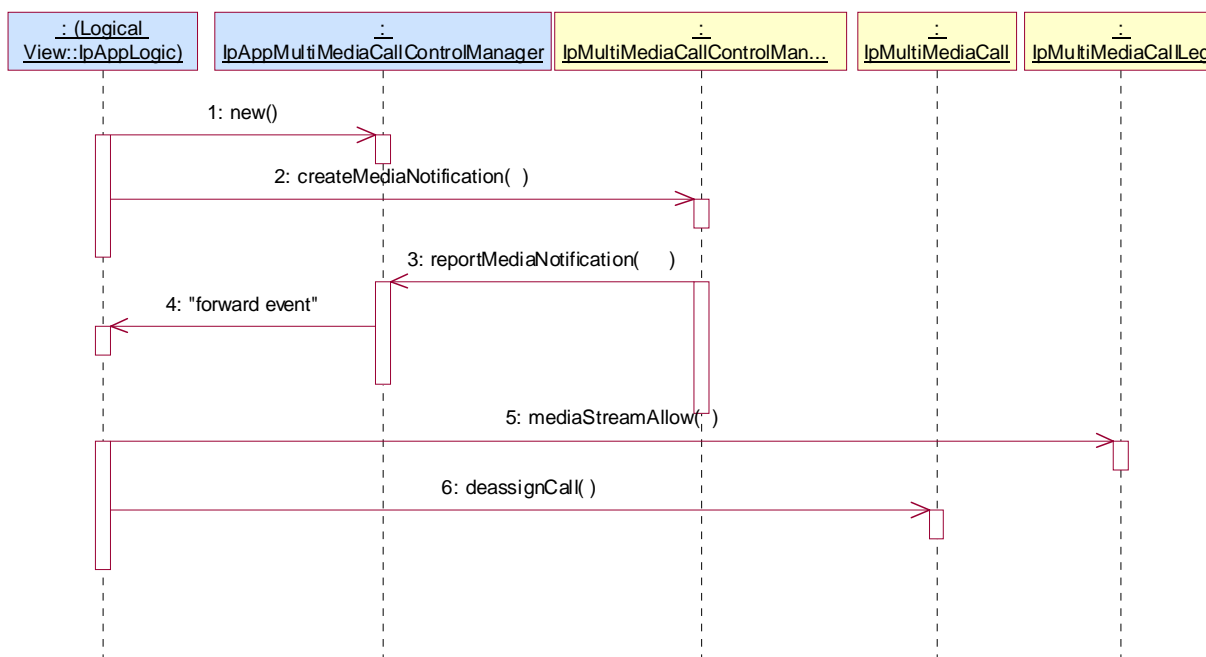 : (Logical
View::IpAppLogic)
:
IpAppMultiMediaCallControlManager
:
IpMultiMediaCallControlMan...
:
IpMultiMediaCall
:
IpMultiMediaCallLeg
1: new()
2: createMediaNotification( )
3: reportMediaNotification( )
4: "forward event"
5: mediaStreamAllow( )
6: deassignCall( )